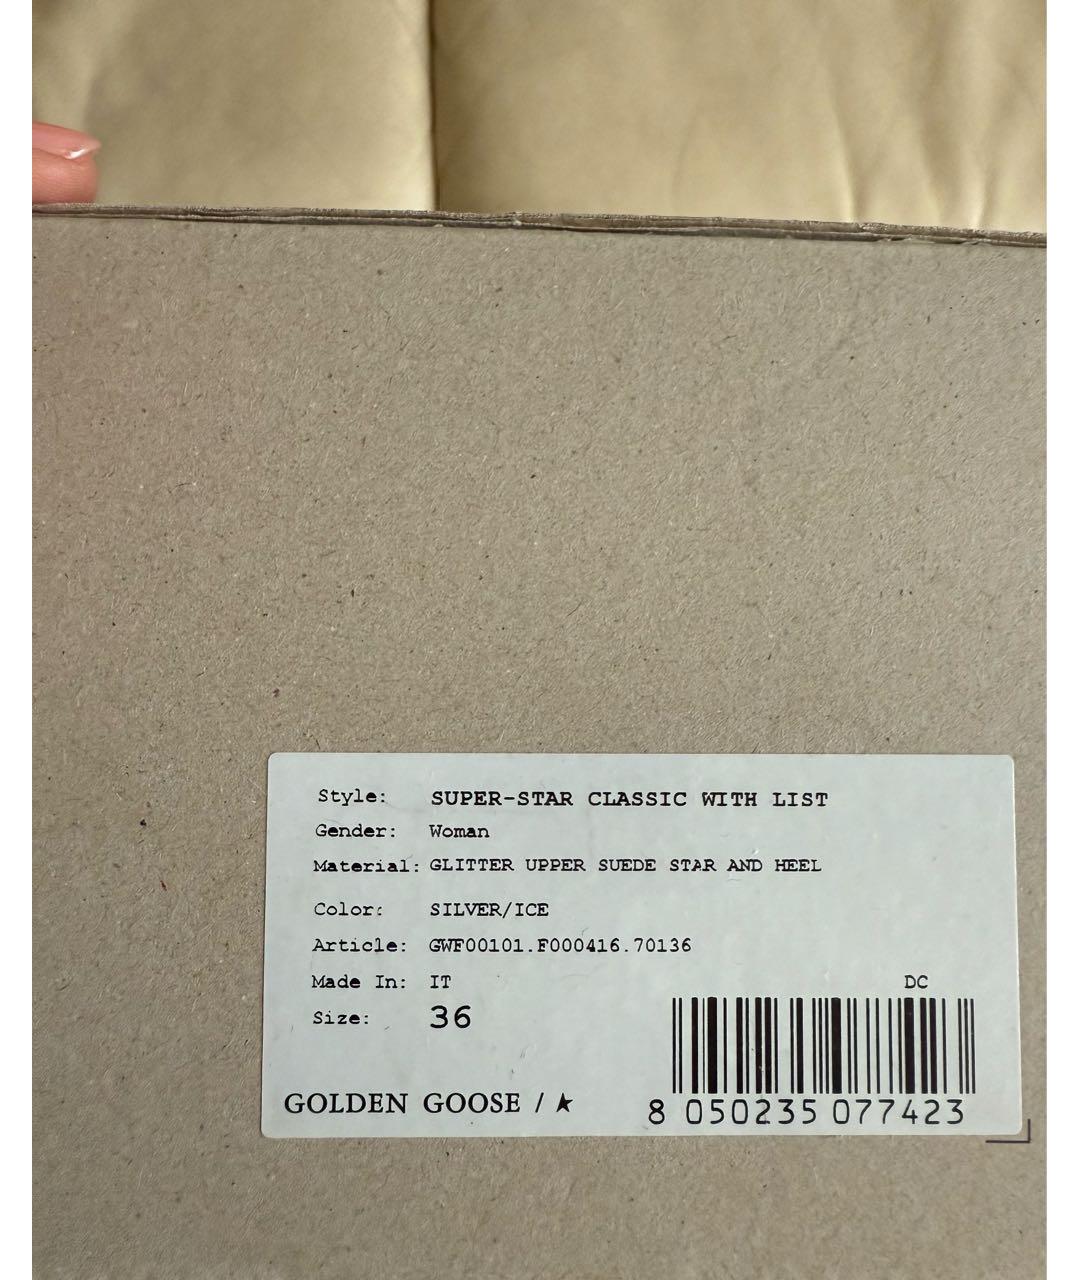 Style: SUPER-STAR CLASSIC WITH LIST
Gender: Woman
Material: GLITTER UPPER SUEDE STAR AND HEEL
Color: SILVER/ICE
Article: GWF00101.F000416.70136
Made In: IT
DC
Size: 36
GOLDEN GOOSE / ★
8 050235 077423